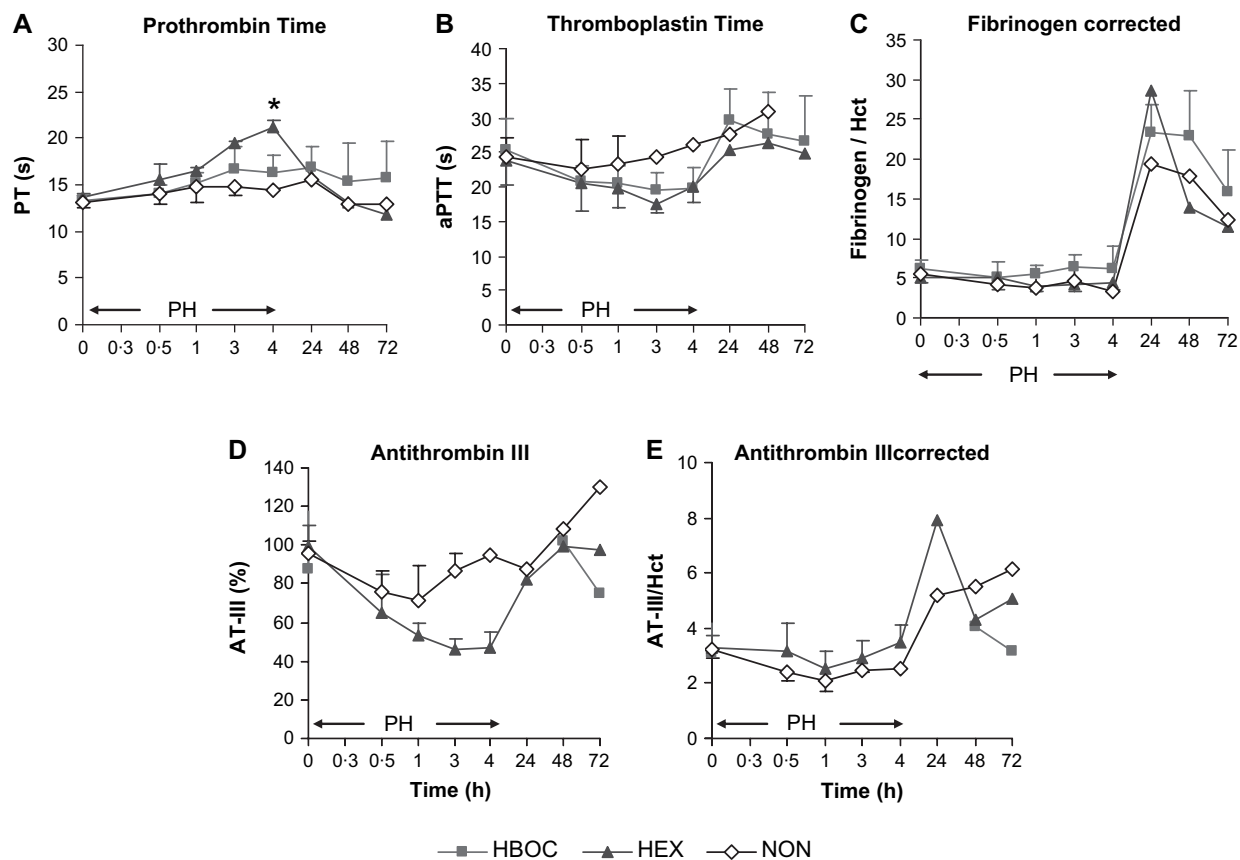 A Prothrombin Time
PT (s)
30
25
20
15
10
5
0
*
PH
0 0·3 0·5 1 3 4 24 48 72
B Thromboplastin Time
aPTT (s)
40
35
30
25
20
15
10
5
0
PH
0 0·3 0·5 1 3 4 24 48 72
C Fibrinogen corrected
Fibrinogen / Hct
35
30
25
20
15
10
5
0
0 0·3 0·5 1 3 4 24 48 72
PH
D Antithrombin III
AT-III (%)
140
120
100
80
60
40
20
0
PH
0 0·3 0·5 1 3 4 24 48 72
Time (h)
E Antithrombin IIIcorrected
AT-III/Hct
10
8
6
4
2
0
PH
0 0·3 0·5 1 3 4 24 48 72
Time (h)
HBOC HEX NON